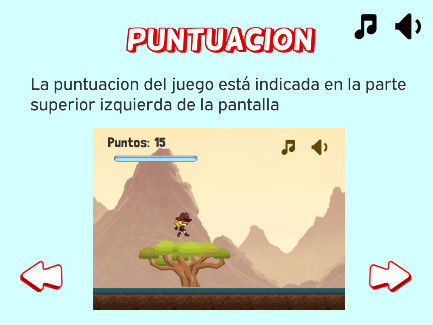 PUNTUACION
La puntuacion del juego está indicada en la parte
superior izquierda de la pantalla
Puntos: 15